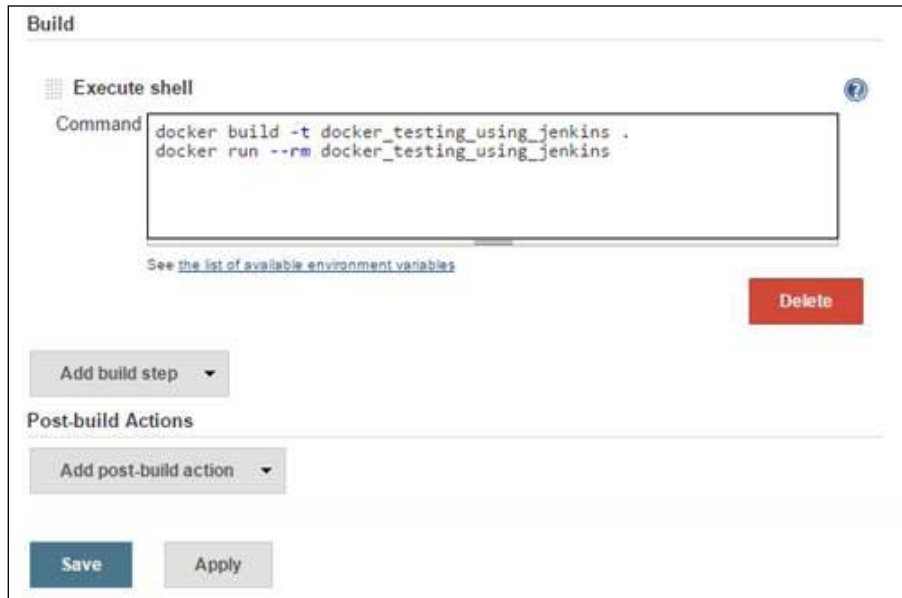 Build
Execute shell
Command
docker build -t docker_testing_using_jenkins .
docker run --rm docker_testing_using_jenkins
See the list of available environment variables
Delete
Add build step
Post-build Actions
Add post-build action
Save Apply